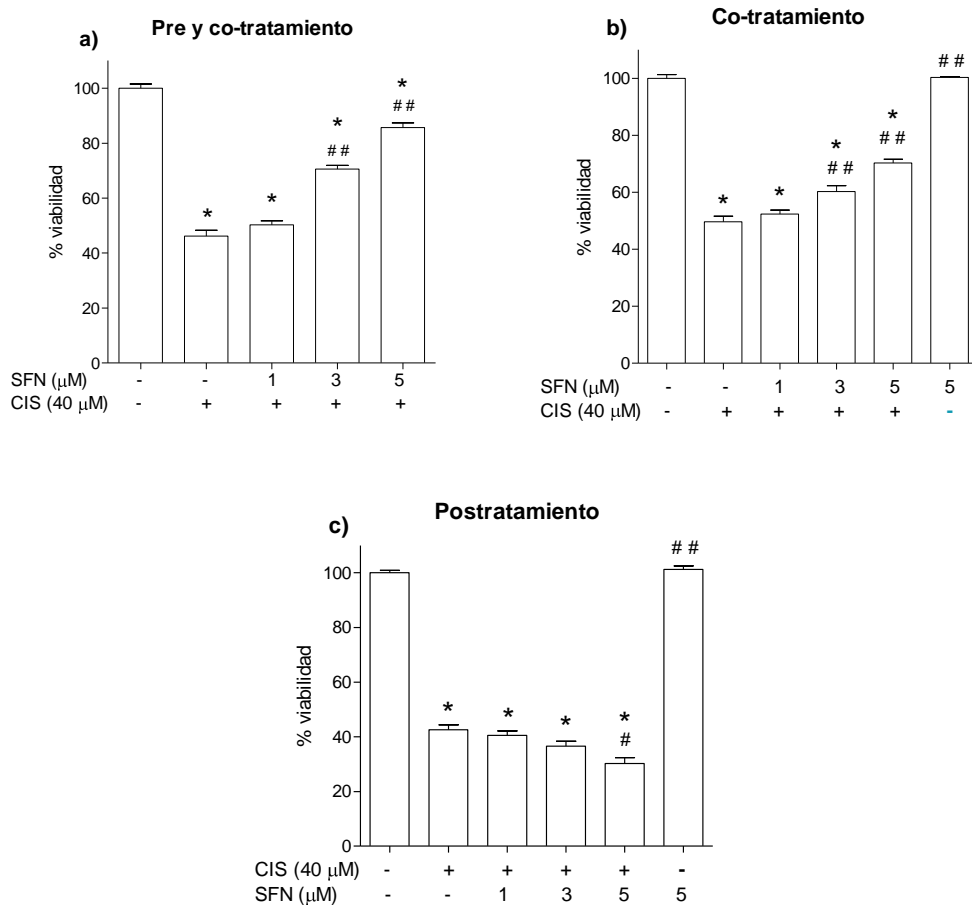 a) Pre y co-tratamiento
% viabilidad
100
80
60
40
20
0
* * * *
## ##
SFN (µM) - - 1 3 5
CIS (40 µM) - + + + +
b) Co-tratamiento
% viabilidad
100
80
60
40
20
0
* * * *
## ## ##
SFN (µM) - - 1 3 5 5
CIS (40 µM) - + + + + -
c) Postratamiento
% viabilidad
100
80
60
40
20
0
* * * *
# ##
CIS (40 µM) - + + + + -
SFN (µM) - - 1 3 5 5